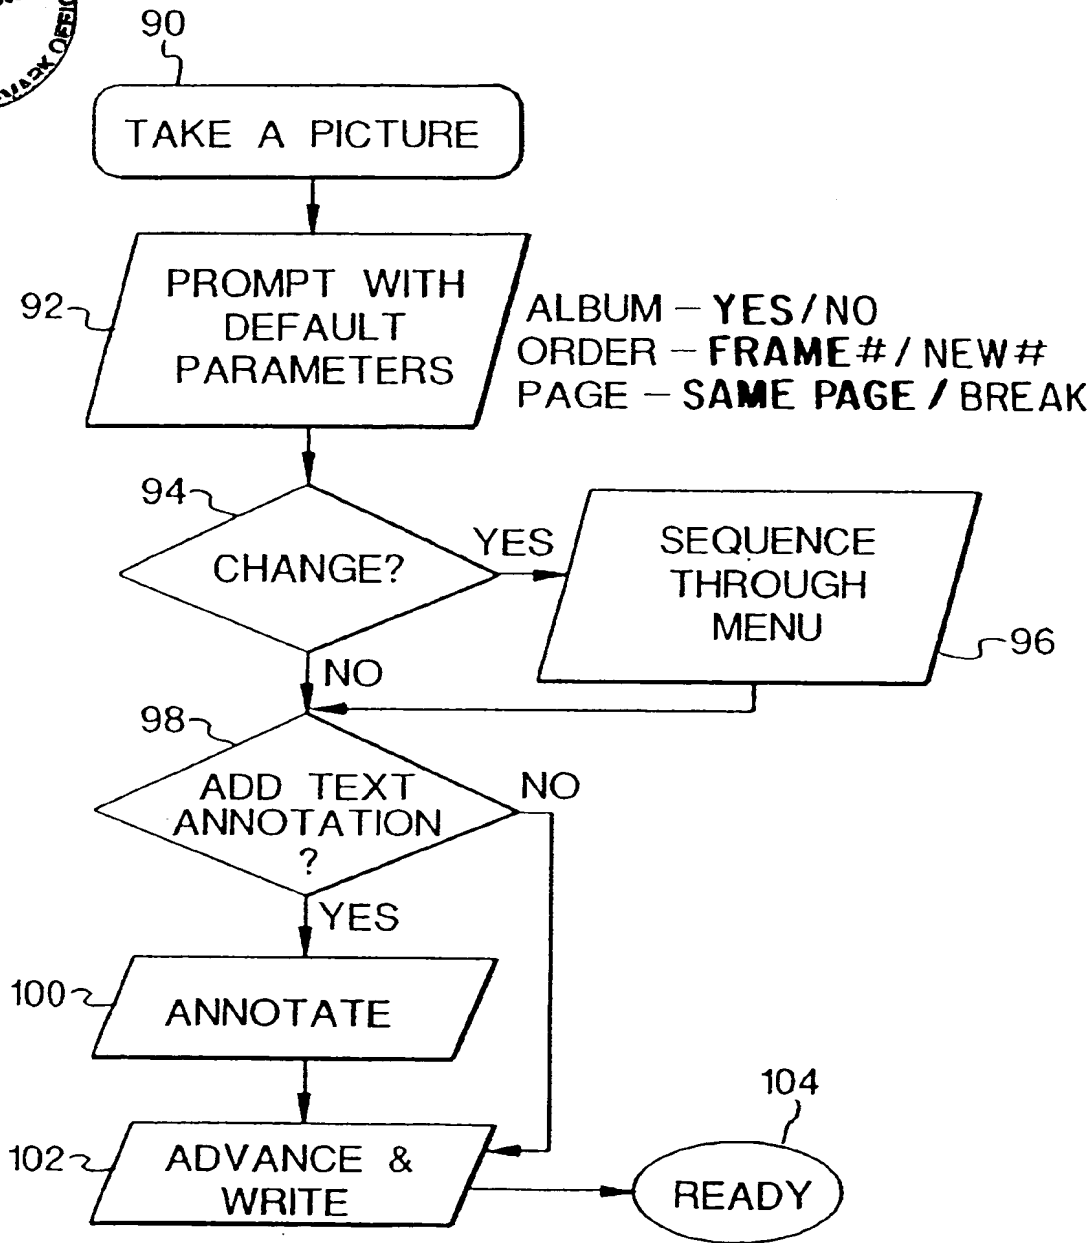 90
TAKE A PICTURE
92
PROMPT WITH
DEFAULT
PARAMETERS
ALBUM – YES/NO
ORDER – FRAME#/NEW#
PAGE – SAME PAGE/BREAK
94
CHANGE?
YES
SEQUENCE
THROUGH
MENU
96
NO
98
ADD TEXT
ANNOTATION
?
NO
YES
100
ANNOTATE
102
ADVANCE &
WRITE
104
READY